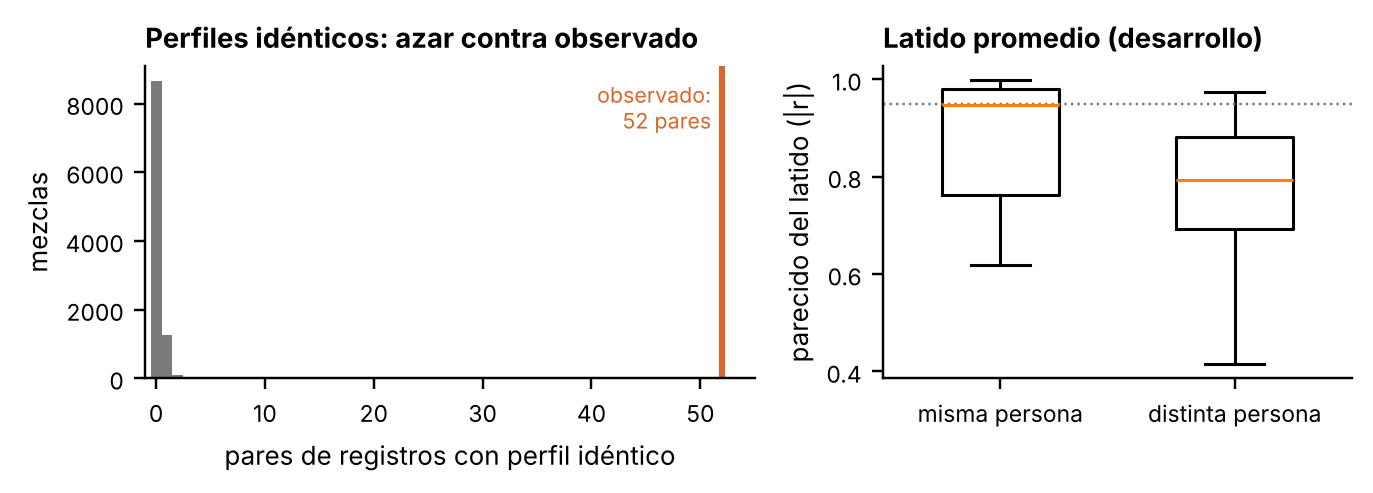 Perfiles idénticos: azar contra observado
mezclas
8000
6000
4000
2000
0
observado:
52 pares
0 10 20 30 40 50
pares de registros con perfil idéntico
Latido promedio (desarrollo)
parecido del latido (|r|)
1.0
0.8
0.6
0.4
misma persona distinta persona